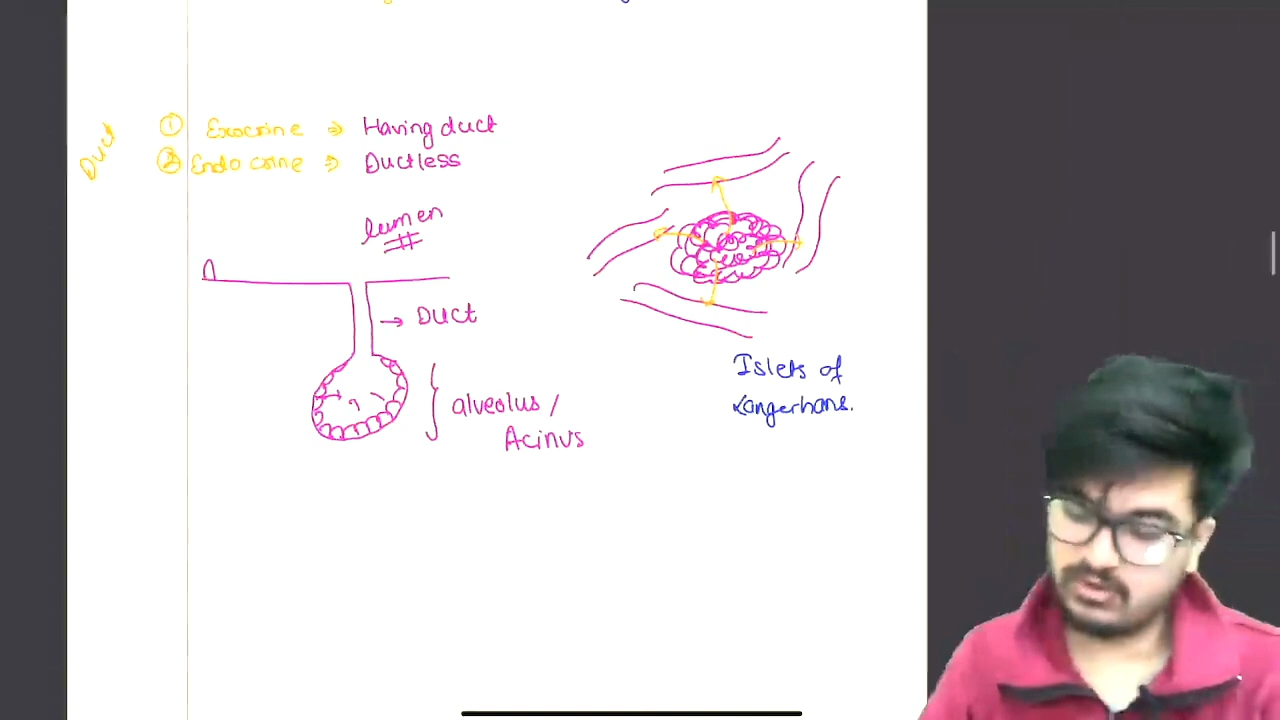 Duct
① Exocrine ⇒ Having duct
② Endocrine ⇒ Ductless
lumen
→ Duct
alveolus /
Acinus
Islets of
Langerhans.